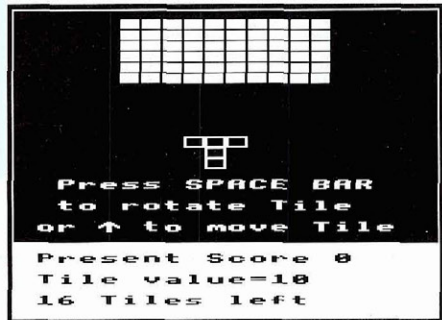 Press SPACE BAR
to rotate Tile
or ↑ to move Tile
Present Score 0
Tile value=10
16 Tiles left